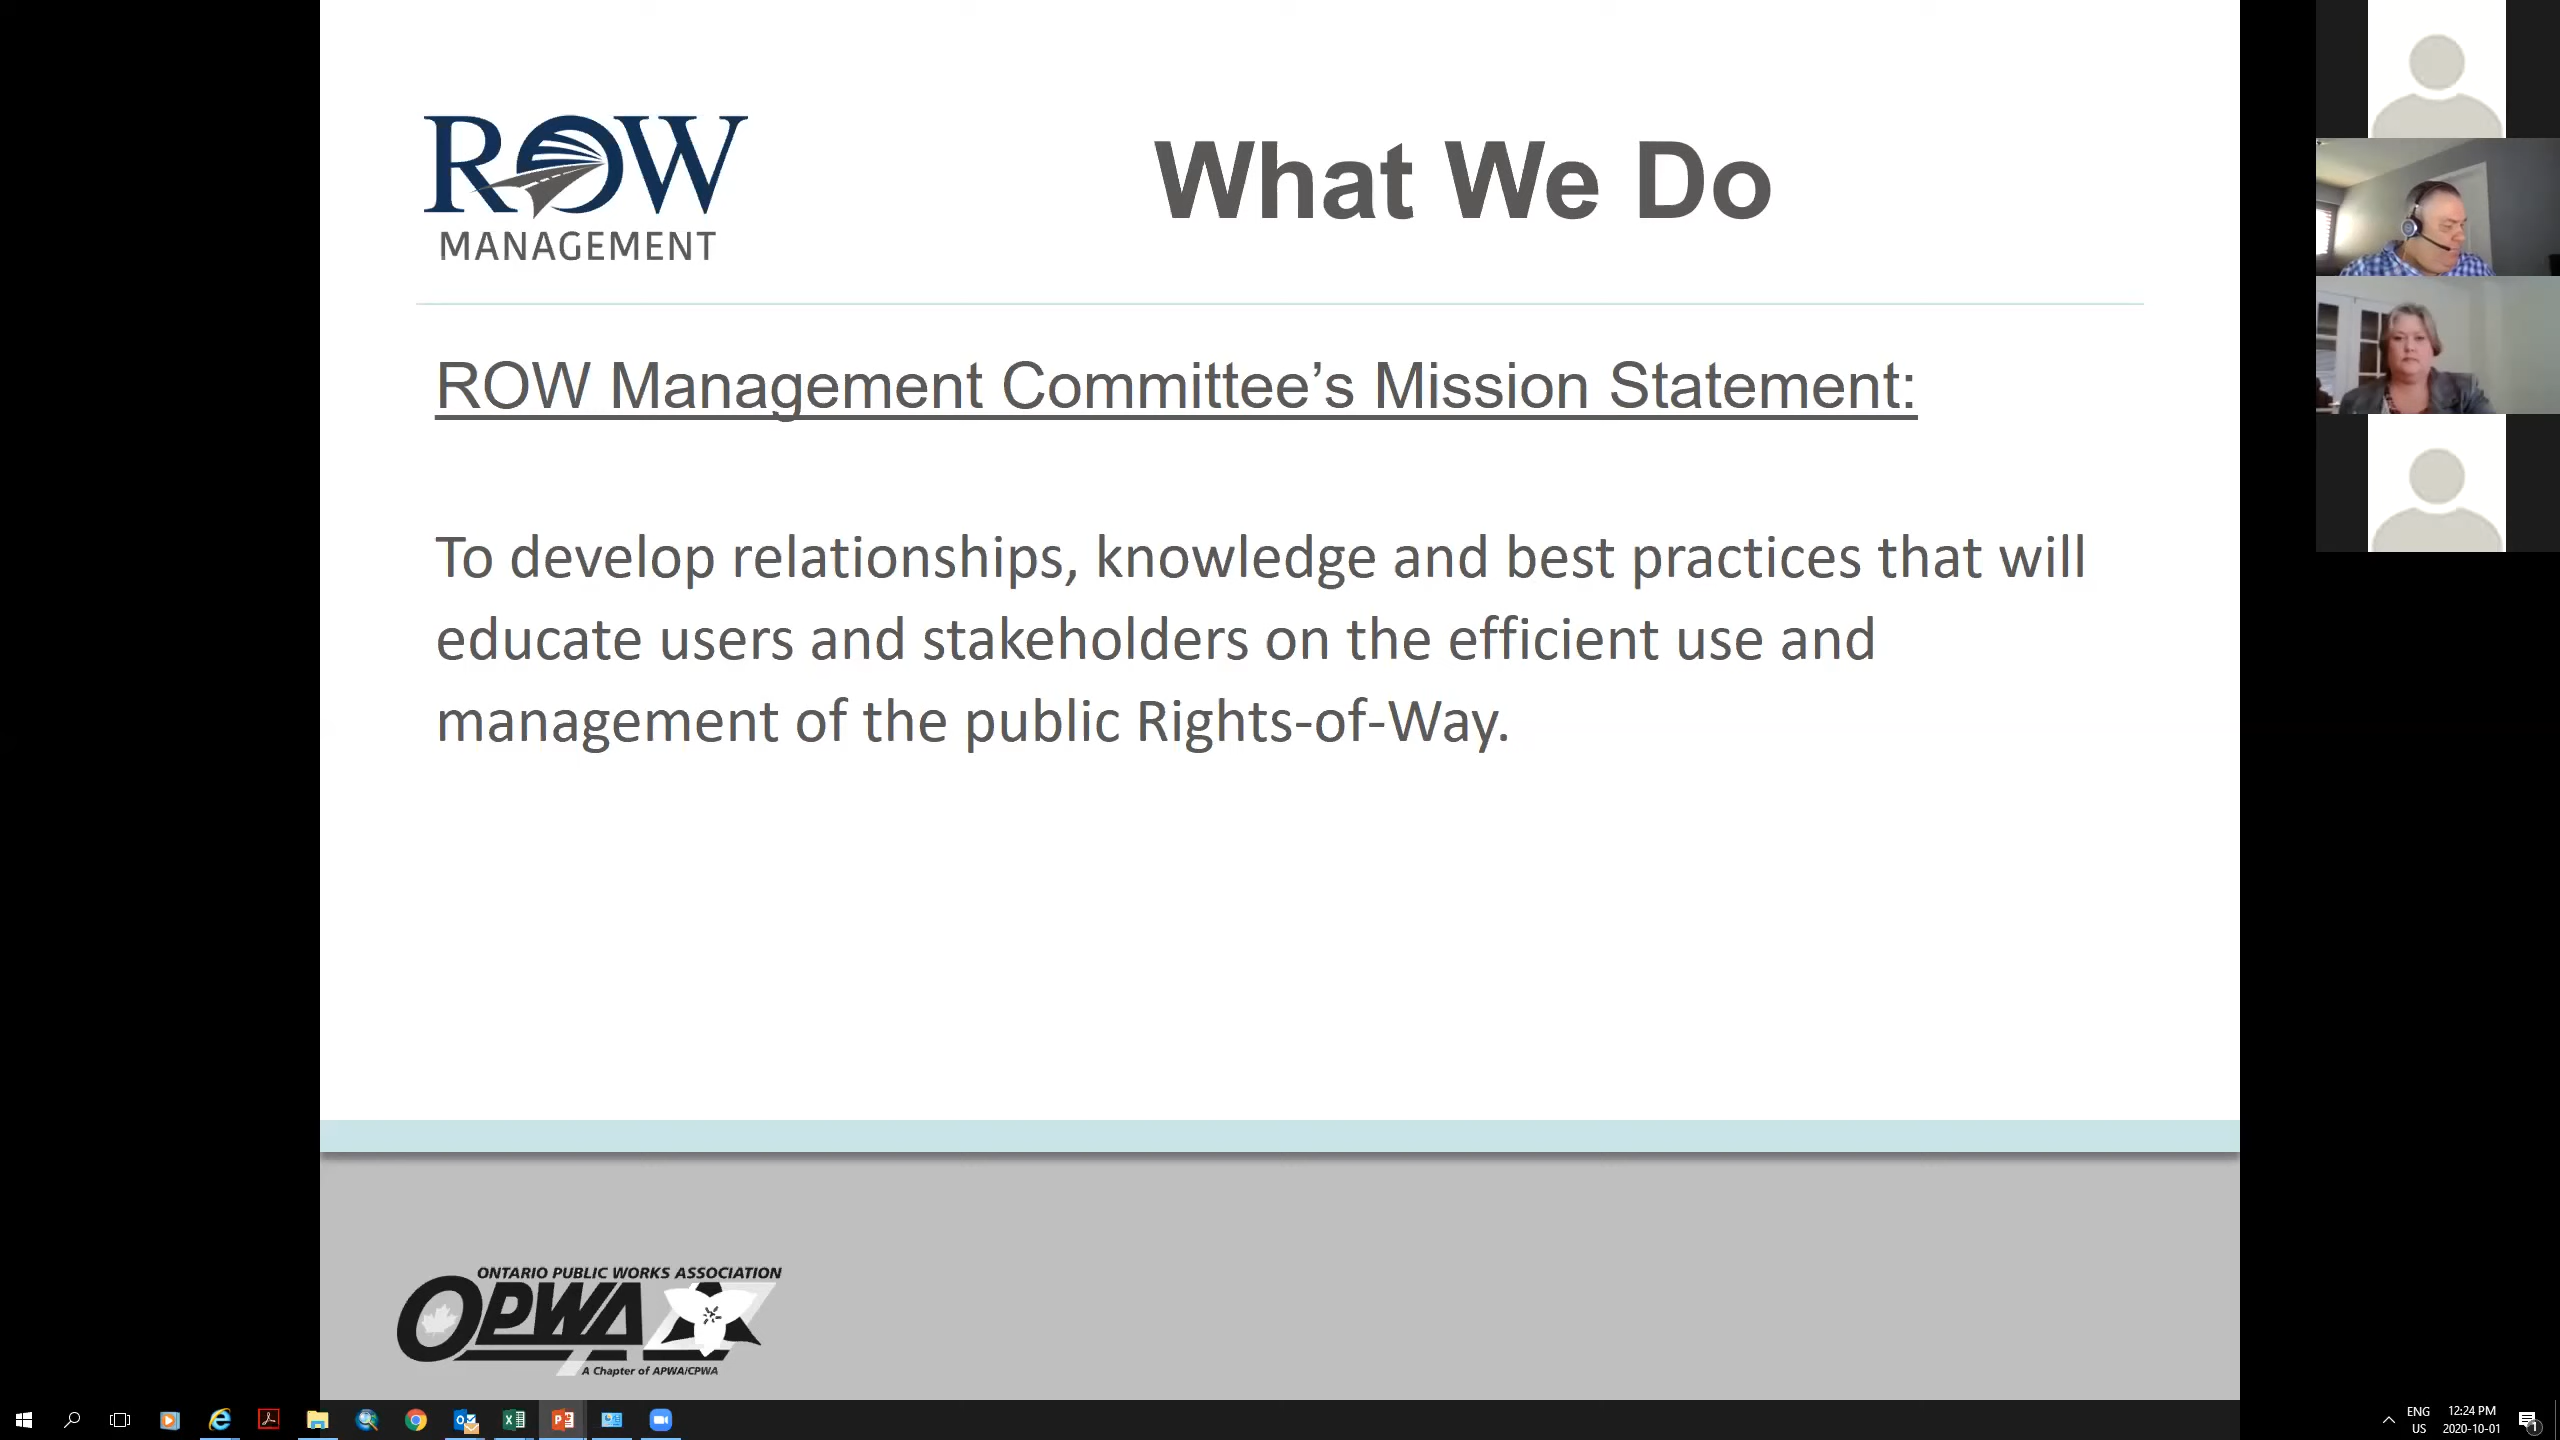 ROW
MANAGEMENT
What We Do
ROW Management Committee’s Mission Statement:
To develop relationships, knowledge and best practices that will
educate users and stakeholders on the efficient use and
management of the public Rights-of-Way.
ONTARIO PUBLIC WORKS ASSOCIATION
OPWA
A Chapter of APWA/CPWA
ENG
US
12:24 PM
2020-10-01
1